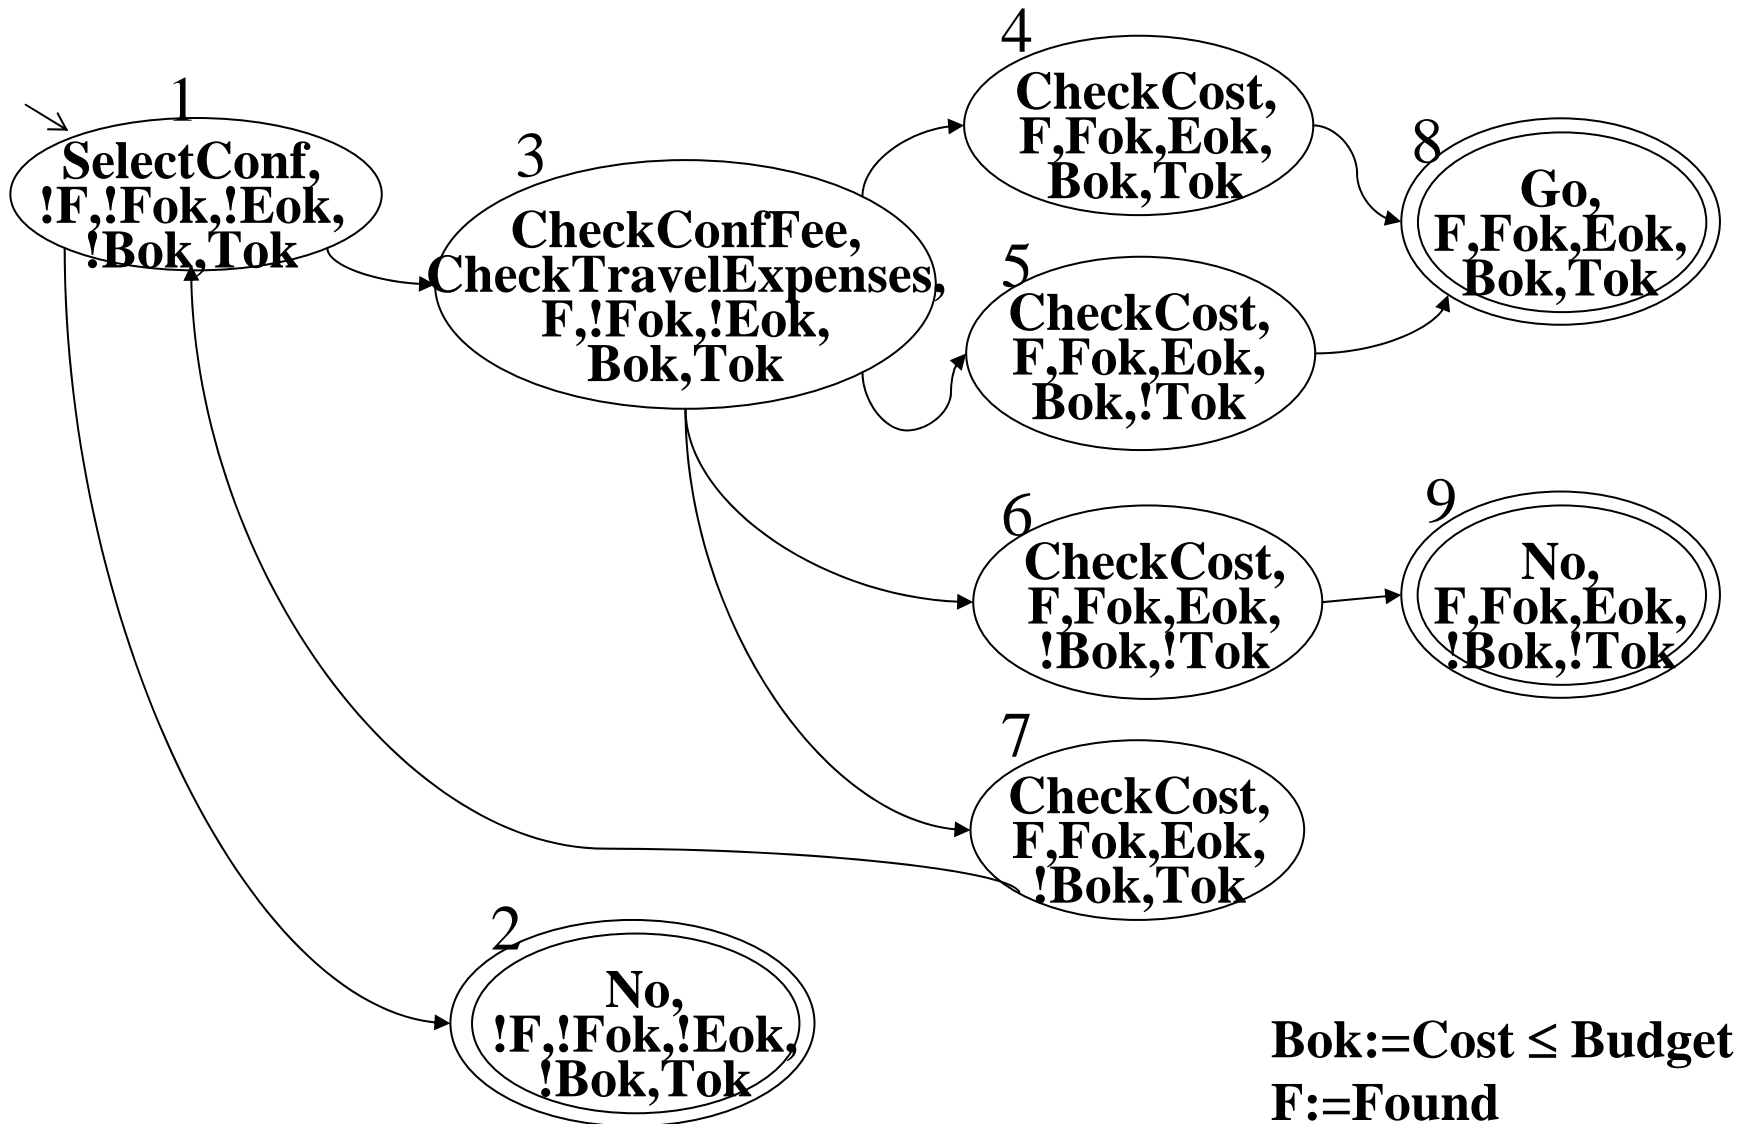 1
SelectConf,
!F,!Fok,!Eok,
!Bok,Tok
3
CheckConfFee,
CheckTravelExpenses,
F,!Fok,!Eok,
Bok,Tok
4
CheckCost,
F,Fok,Eok,
Bok,Tok
8
Go,
F,Fok,Eok,
Bok,Tok
5
CheckCost,
F,Fok,Eok,
Bok,!Tok
6
CheckCost,
F,Fok,Eok,
!Bok,!Tok
9
No,
F,Fok,Eok,
!Bok,!Tok
7
CheckCost,
F,Fok,Eok,
!Bok,Tok
2
No,
!F,!Fok,!Eok,
!Bok,Tok
Bok:=Cost ≤ Budget
F:=Found